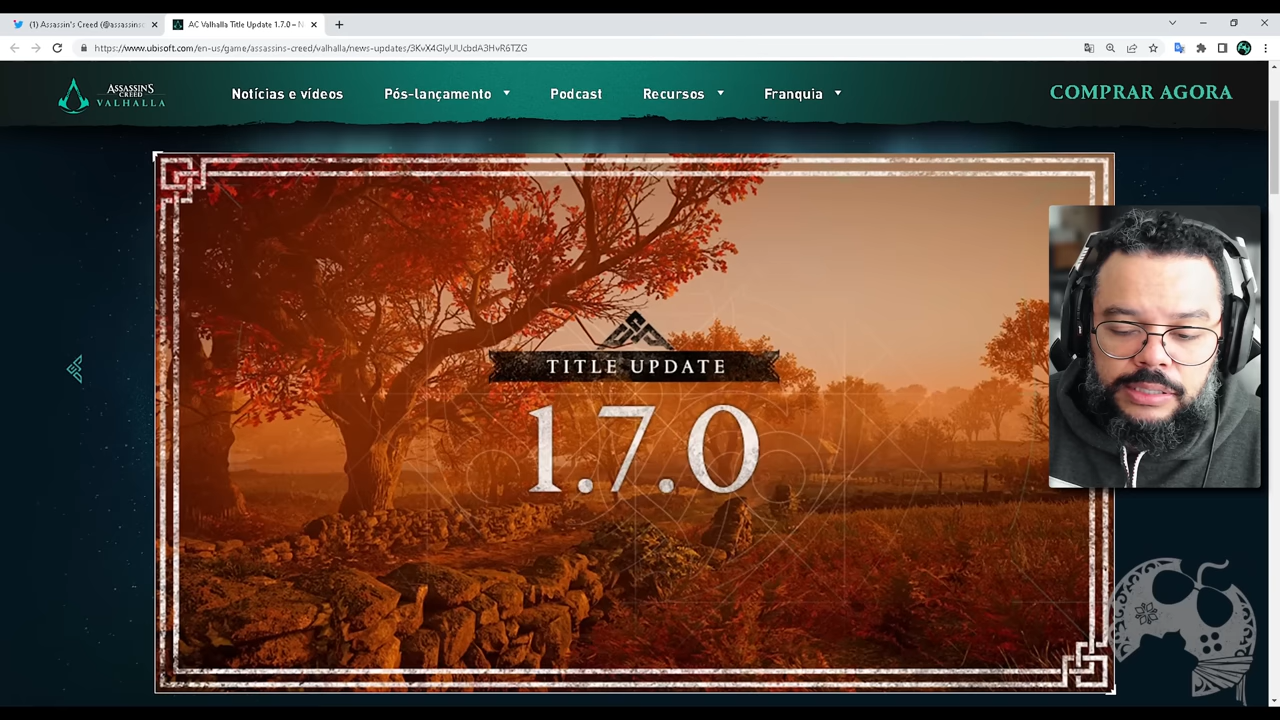 (1) Assassin's Creed (@assassinsc
AC Valhalla Title Update 1.7.0 – N
https://www.ubisoft.com/en-us/game/assassins-creed/valhalla/news-updates/3KvX4GlyUUcbdA3HvR6TZG
ASSASSIN'S
CREED
VALHALLA
Notícias e vídeos
Pós-lançamento
Podcast
Recursos
Franquia
COMPRAR AGORA
TITLE UPDATE
1.7.0